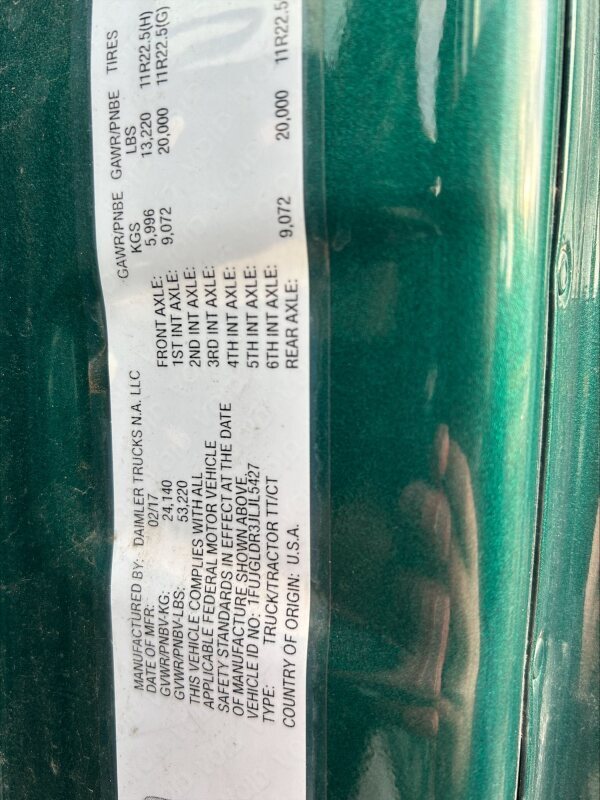 MANUFACTURED BY: DAIMLER TRUCKS N.A. LLC
DATE OF MFR: 02/17
GVWR/PNBV-KG: 24,140
GVWR/PNBV-LBS: 53,220
THIS VEHICLE COMPLIES WITH ALL
APPLICABLE FEDERAL MOTOR VEHICLE
SAFETY STANDARDS IN EFFECT AT THE DATE
OF MANUFACTURE SHOWN ABOVE.
VEHICLE ID NO: 1FUJGLDR3JLJL5427
TYPE: TRUCK/TRACTOR TT/CT
COUNTRY OF ORIGIN: U.S.A.
GAWR/PNBE GAWR/PNBE TIRES
KGS LBS
FRONT AXLE: 5,996 13,220 11R22.5(H)
1ST INT AXLE: 9,072 20,000 11R22.5(G)
2ND INT AXLE:
3RD INT AXLE:
4TH INT AXLE:
5TH INT AXLE:
6TH INT AXLE:
REAR AXLE: 9,072 20,000 11R22.5